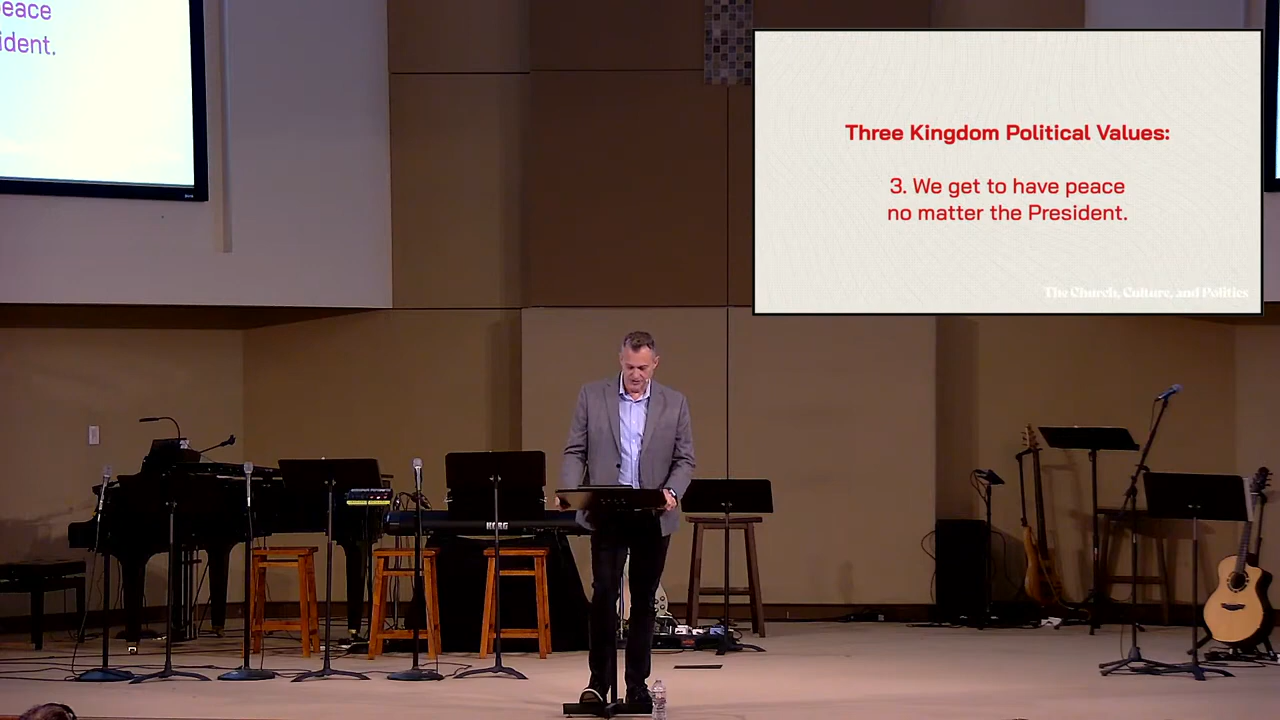 peace
ident.
Three Kingdom Political Values:
3. We get to have peace
no matter the President.
The Church, Culture, and Politics
KORG